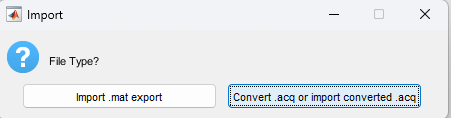 Import
File Type?
Import .mat export
Convert .acq or import converted .acq